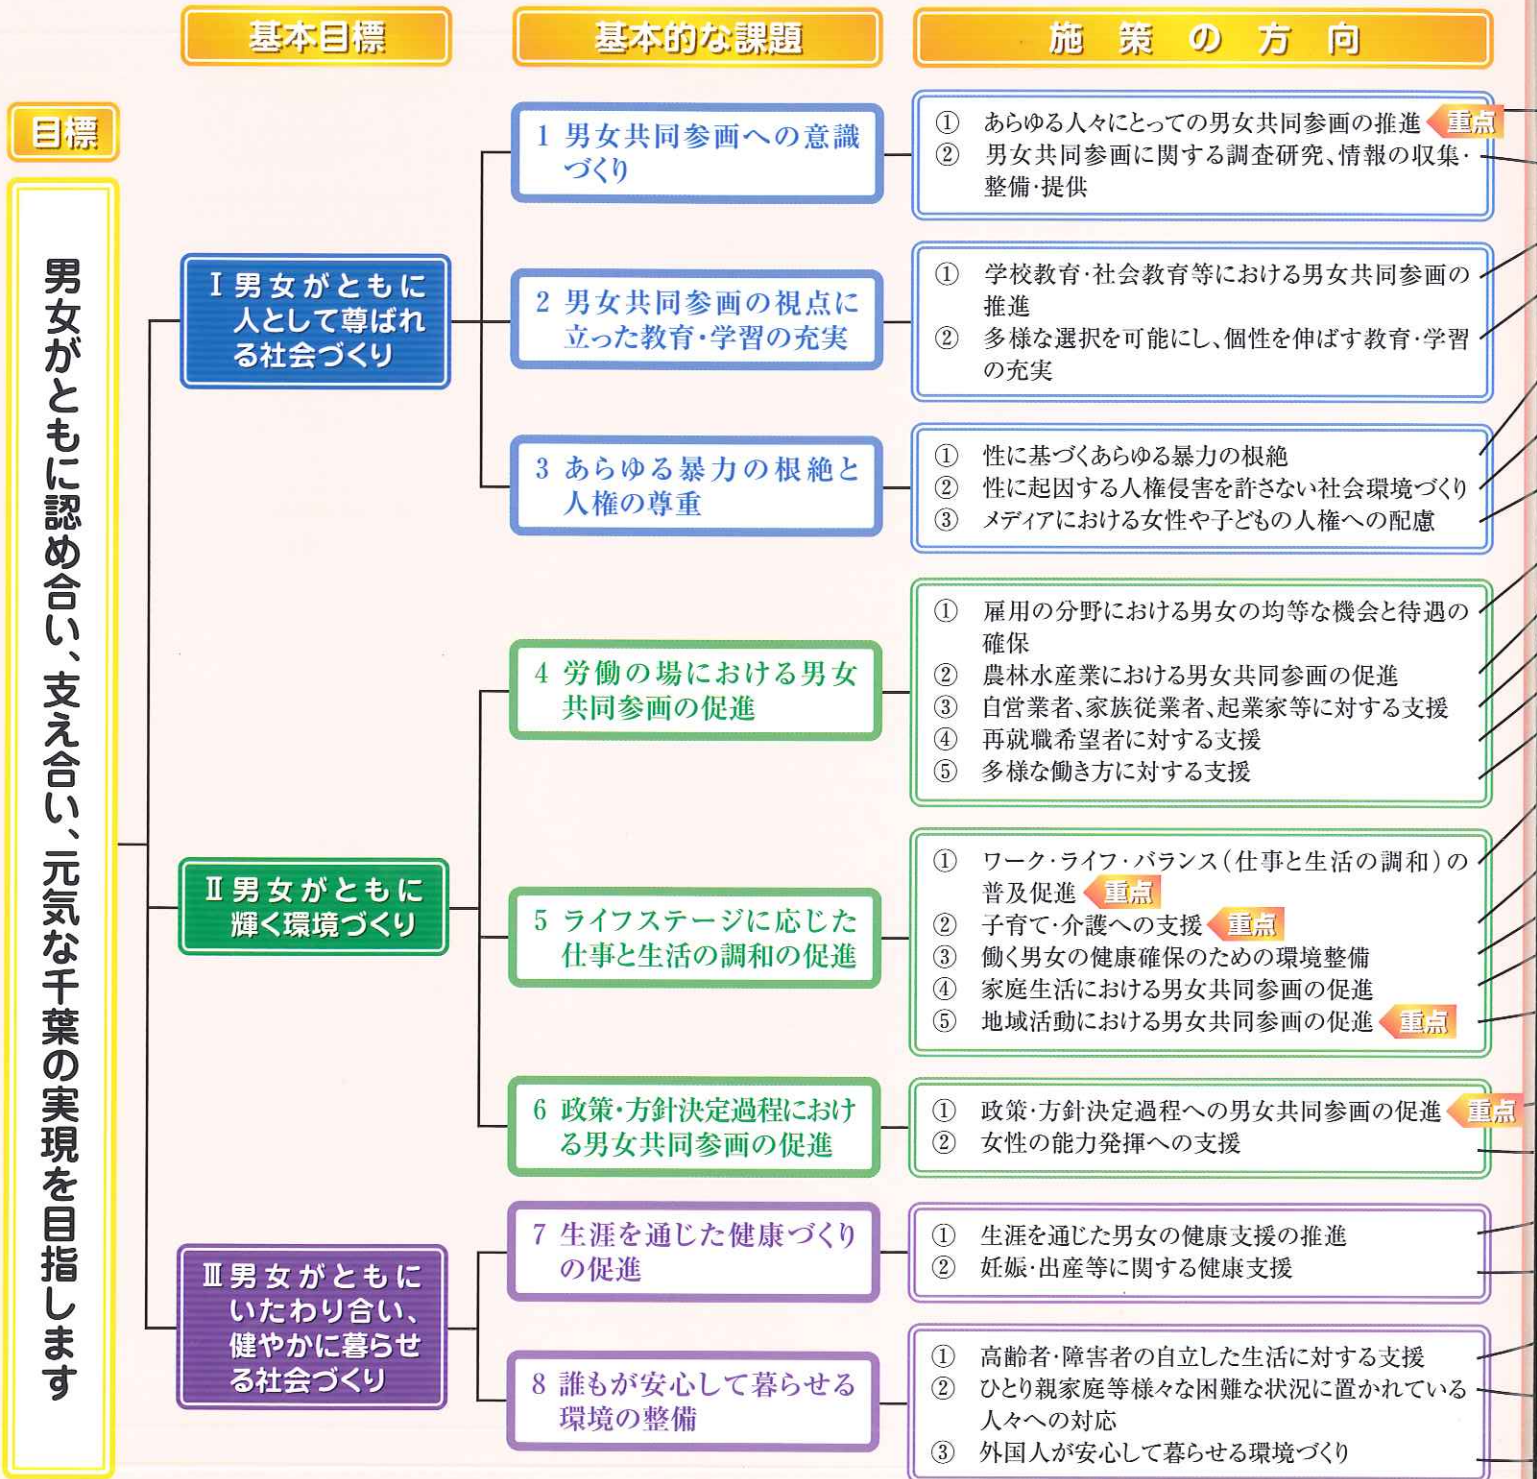 基本目標
基本的な課題
施策の方向
目標
男女がともに認め合い、支え合い、元気な千葉の実現を目指します
Ⅰ 男女がともに
人として尊ばれ
る社会づくり
1 男女共同参画への意識
づくり
① あらゆる人々にとっての男女共同参画の推進 重点
② 男女共同参画に関する調査研究、情報の収集・
整備・提供
2 男女共同参画の視点に
立った教育・学習の充実
① 学校教育・社会教育等における男女共同参画の
推進
② 多様な選択を可能にし、個性を伸ばす教育・学習
の充実
3 あらゆる暴力の根絶と
人権の尊重
① 性に基づくあらゆる暴力の根絶
② 性に起因する人権侵害を許さない社会環境づくり
③ メディアにおける女性や子どもの人権への配慮
Ⅱ 男女がともに
輝く環境づくり
4 労働の場における男女
共同参画の促進
① 雇用の分野における男女の均等な機会と待遇の
確保
② 農林水産業における男女共同参画の促進
③ 自営業者、家族従業者、起業家等に対する支援
④ 再就職希望者に対する支援
⑤ 多様な働き方に対する支援
5 ライフステージに応じた
仕事と生活の調和の促進
① ワーク・ライフ・バランス(仕事と生活の調和)の
普及促進 重点
② 子育て・介護への支援 重点
③ 働く男女の健康確保のための環境整備
④ 家庭生活における男女共同参画の促進
⑤ 地域活動における男女共同参画の促進 重点
6 政策・方針決定過程におけ
る男女共同参画の促進
① 政策・方針決定過程への男女共同参画の促進 重点
② 女性の能力発揮への支援
Ⅲ 男女がともに
いたわり合い、
健やかに暮らせ
る社会づくり
7 生涯を通じた健康づくり
の促進
① 生涯を通じた男女の健康支援の推進
② 妊娠・出産等に関する健康支援
8 誰もが安心して暮らせる
環境の整備
① 高齢者・障害者の自立した生活に対する支援
② ひとり親家庭等様々な困難な状況に置かれている
人々への対応
③ 外国人が安心して暮らせる環境づくり